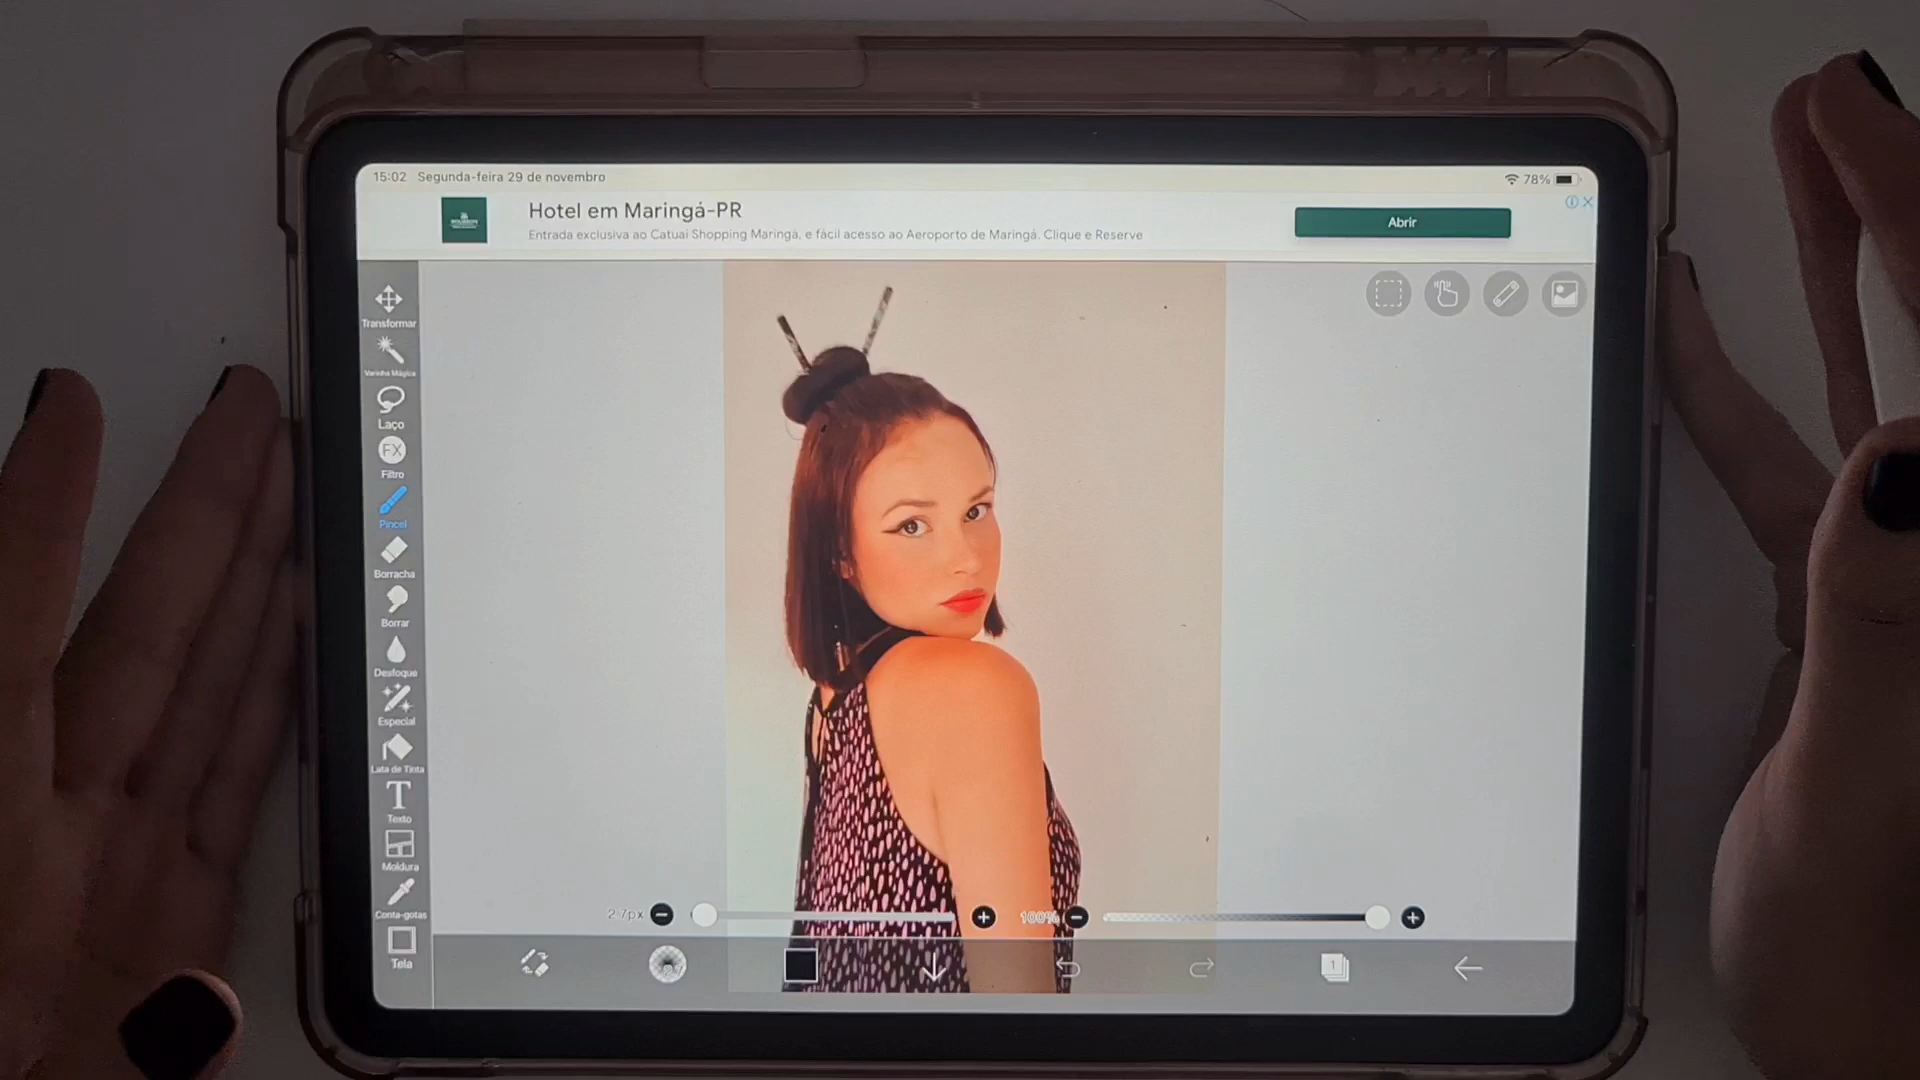 15:02 Segunda-feira 29 de novembro
78%
Hotel em Maringá-PR
Entrada exclusiva ao Catuaí Shopping Maringá, e fácil acesso ao Aeroporto de Maringá. Clique e Reserve
Abrir
Transformar
Varinha Mágica
Laço
FX
Filtro
Pincel
Borracha
Borrar
Desfoque
Especial
Lata de Tinta
T
Texto
Moldura
Conta-gotas
Tela
2.7px
100%
1